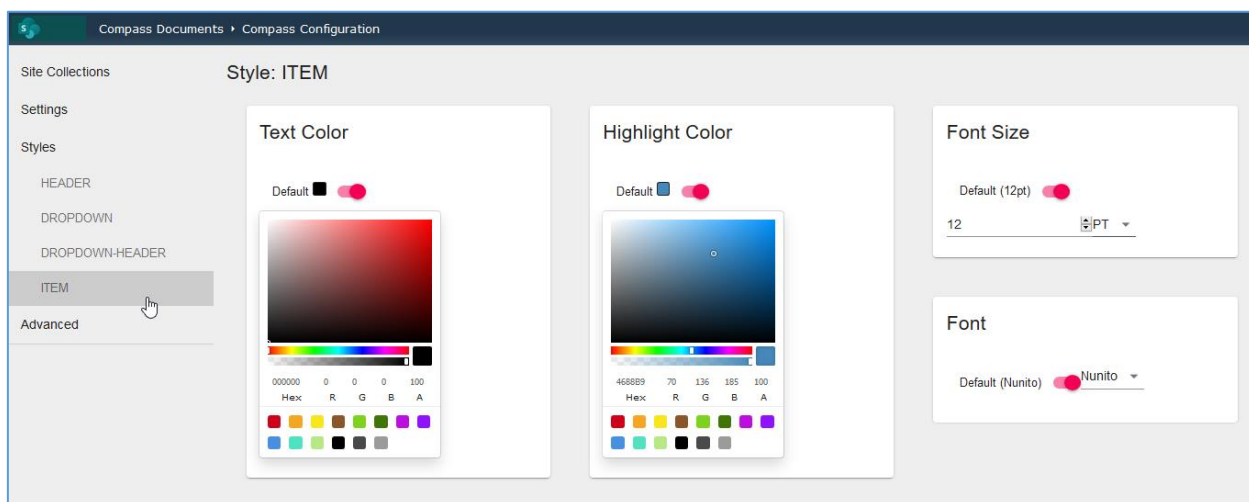 S
Compass Documents ▸ Compass Configuration
Site Collections
Settings
Styles
HEADER
DROPDOWN
DROPDOWN-HEADER
ITEM
Advanced
Style: ITEM
Text Color
Default
000000 0 0 0 100
Hex R G B A
Highlight Color
Default
4688B9 70 136 185 100
Hex R G B A
Font Size
Default (12pt)
12 PT
Font
Default (Nunito) Nunito